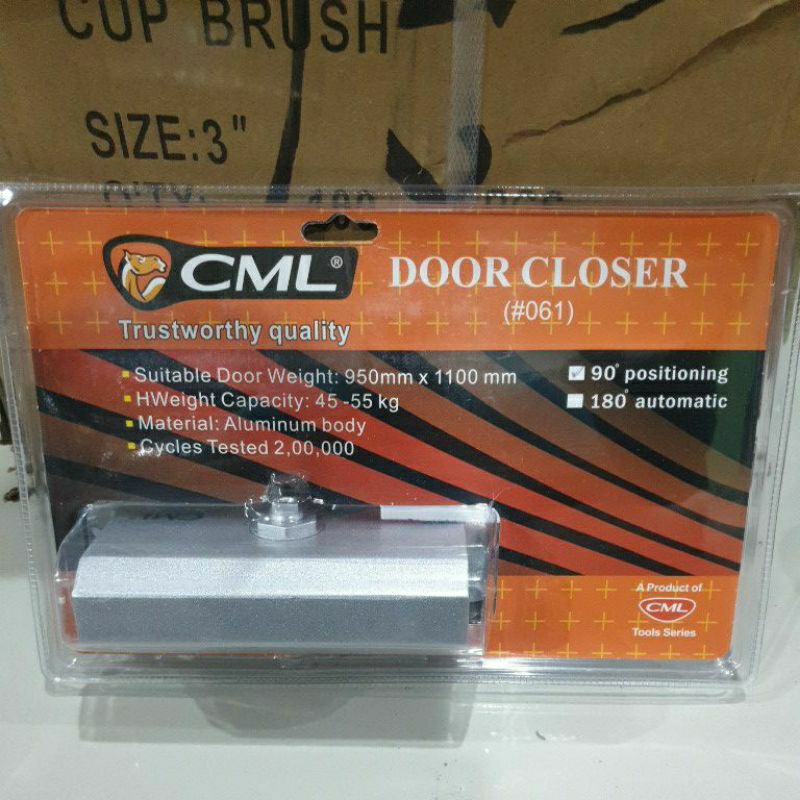 CUP BRUSH
SIZE:3"
Q'TY:
CML®
DOOR CLOSER
(#061)
Trustworthy quality
Suitable Door Weight: 950mm x 1100 mm
HWeight Capacity: 45 -55 kg
Material: Aluminum body
Cycles Tested 2,00,000
90° positioning
180° automatic
A Product of
CML
Tools Series